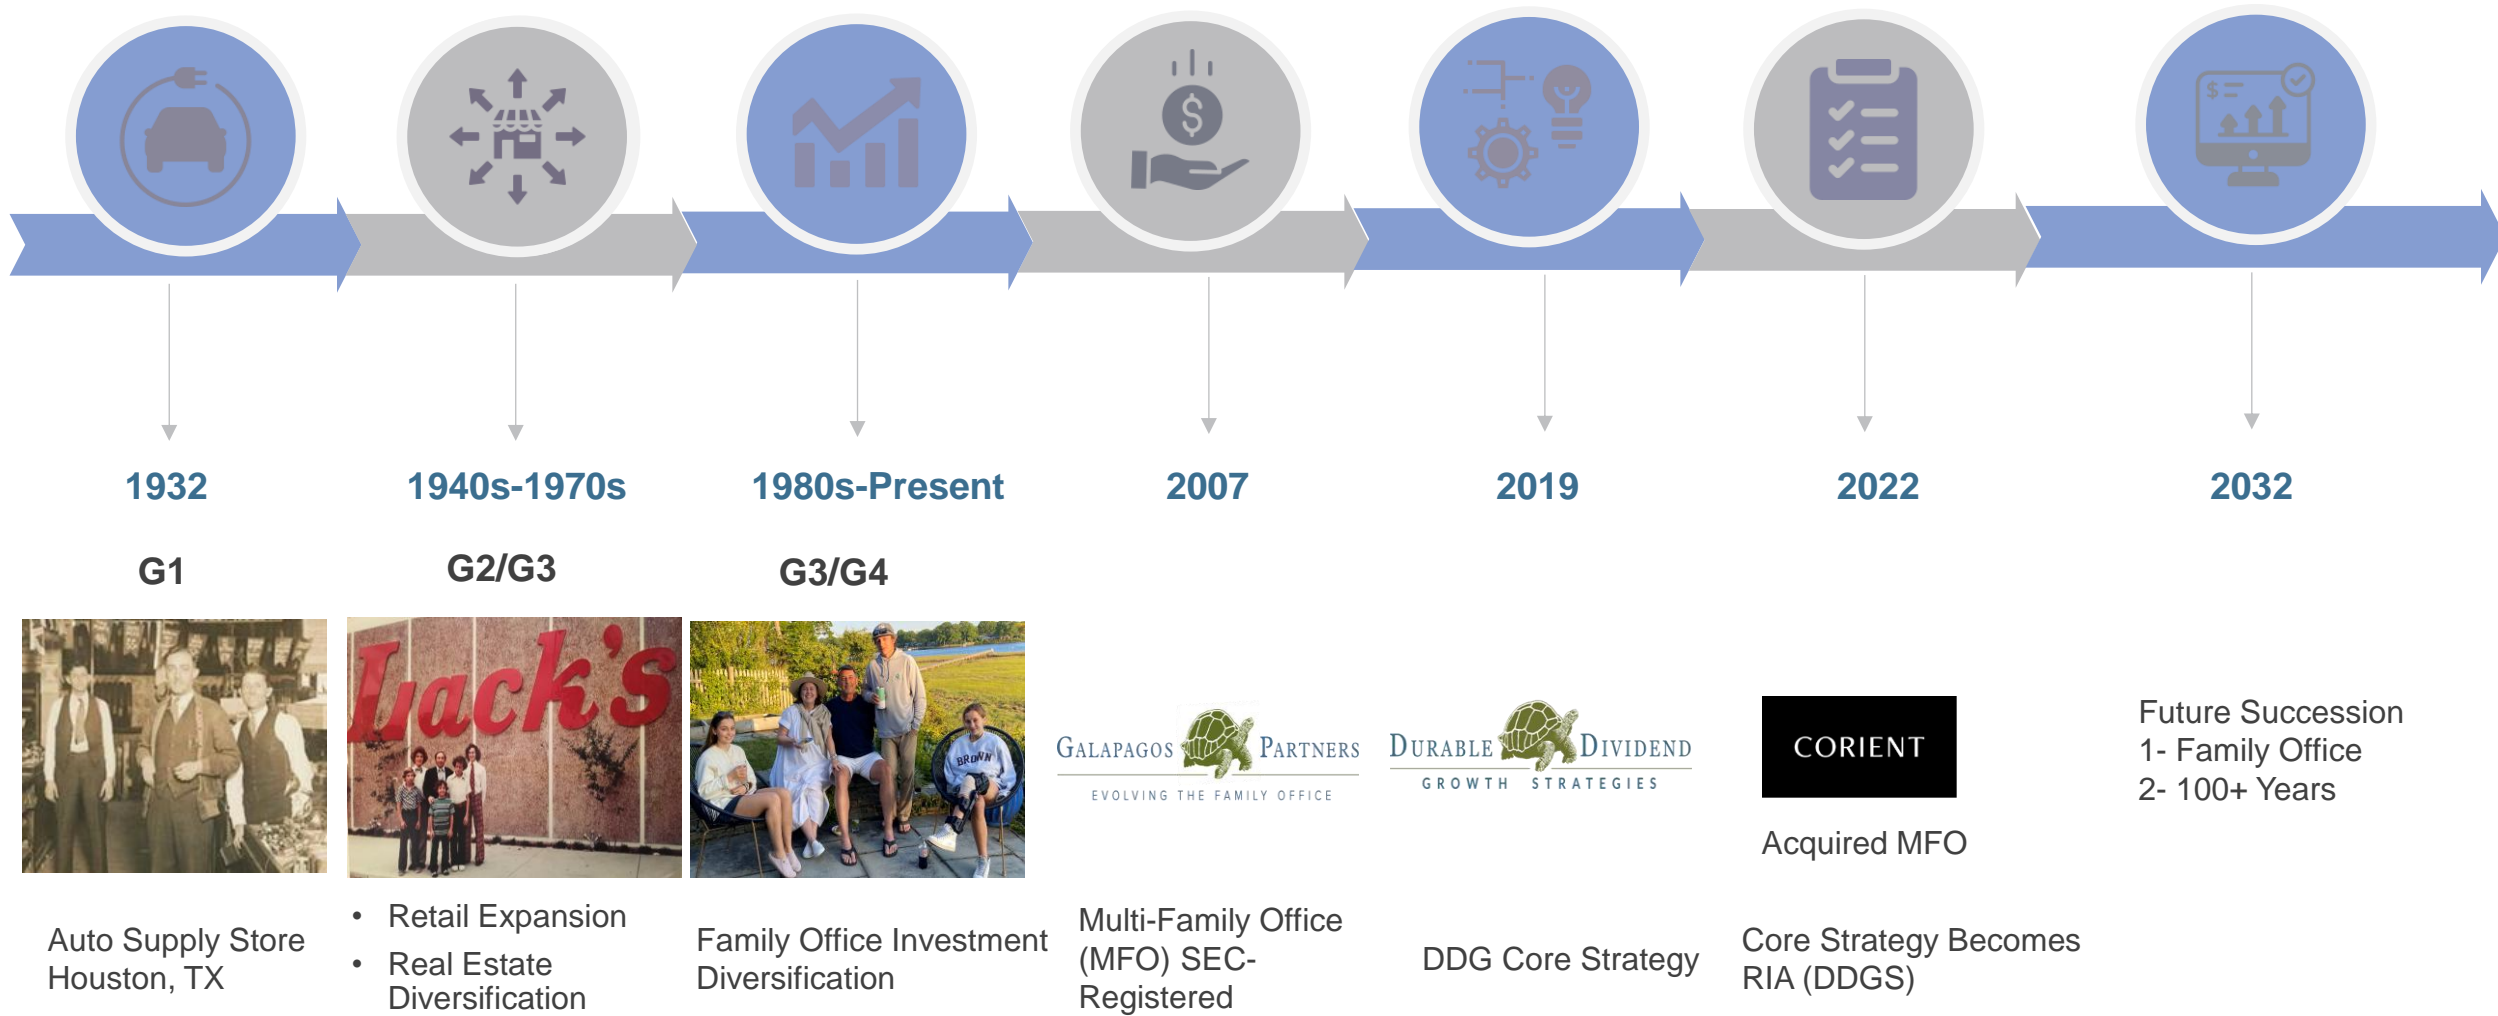 $
$
1932
1940s-1970s
1980s-Present
2007
2019
2022
2032
G1
G2/G3
G3/G4
Lack's
BROWN
GALAPAGOS PARTNERS
EVOLVING THE FAMILY OFFICE
DURABLE DIVIDEND
GROWTH STRATEGIES
CORIENT
Acquired MFO
Future Succession
1- Family Office
2- 100+ Years
Auto Supply Store
Houston, TX
• Retail Expansion
• Real Estate
Diversification
Family Office Investment
Diversification
Multi-Family Office
(MFO) SEC-
Registered
DDG Core Strategy
Core Strategy Becomes
RIA (DDGS)